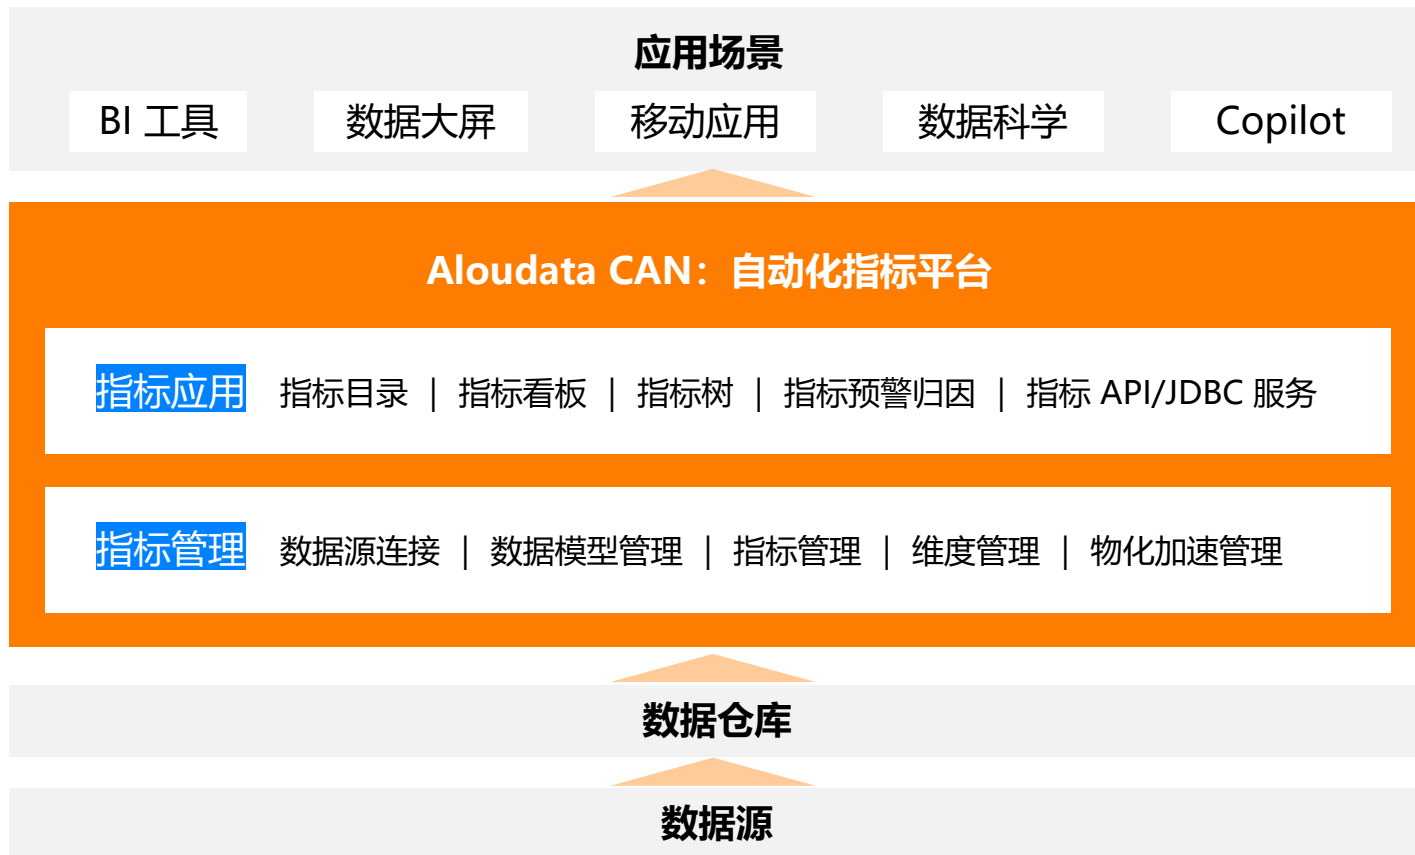 应用场景
BI 工具 数据大屏 移动应用 数据科学 Copilot
Aloudata CAN：自动化指标平台
指标应用 指标目录 | 指标看板 | 指标树 | 指标预警归因 | 指标 API/JDBC 服务
指标管理 数据源连接 | 数据模型管理 | 指标管理 | 维度管理 | 物化加速管理
数据仓库
数据源